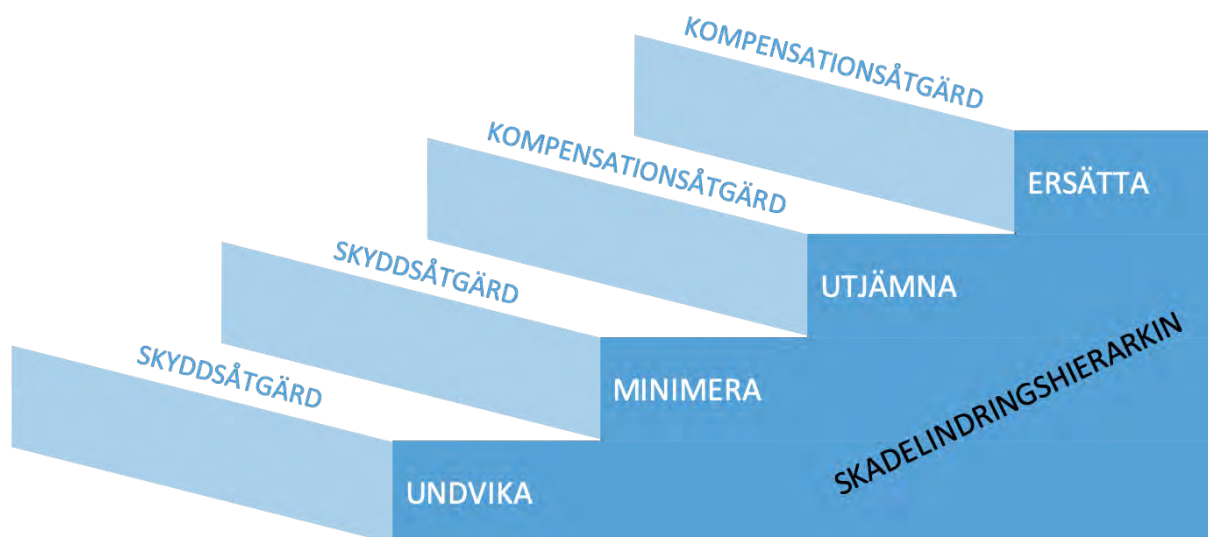 KOMPENSATIONSÅTGÄRD
ERSÄTTA
KOMPENSATIONSÅTGÄRD
UTJÄMNA
SKYDDSÅTGÄRD
MINIMERA
SKYDDSÅTGÄRD
UNDVIKA
SKADELINDRINGSHIERARKIN